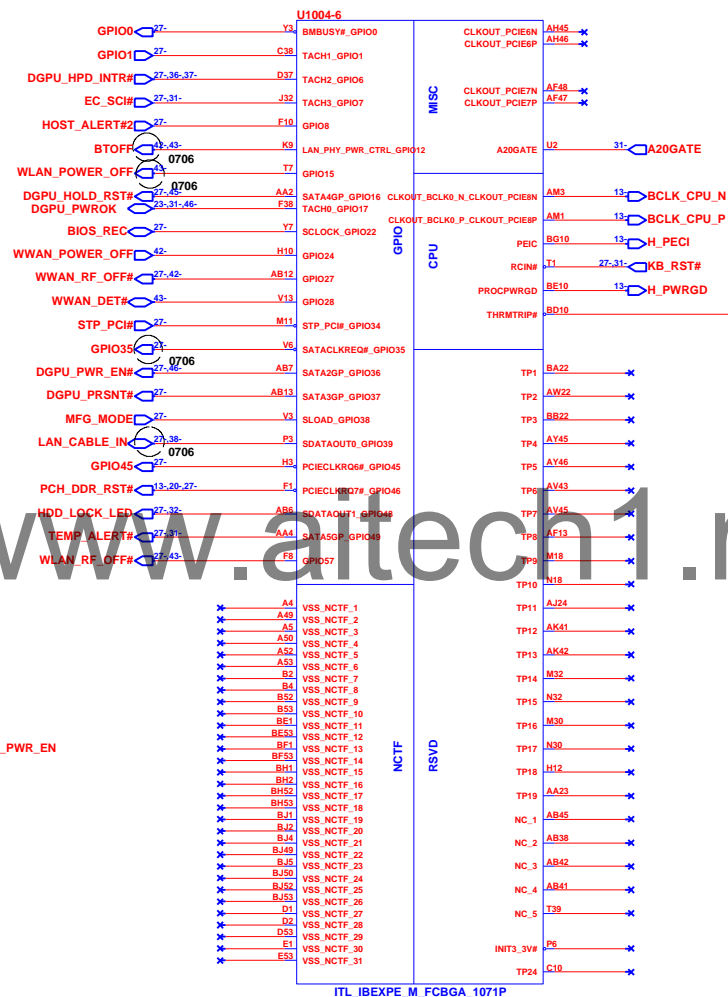 U1004-6
GPIO0 27- Y3 BMBUSY#_GPIO0 CLKOUT_PCIE6N AH45
CLKOUT_PCIE6P AH46
GPIO1 27- C38 TACH1_GPIO1
DGPU_HPD_INTR# 27-,36-,37- D37 TACH2_GPIO6
CLKOUT_PCIE7N AF48
EC_SCI# 27-,31- J32 TACH3_GPIO7 CLKOUT_PCIE7P AF47
MISC
HOST_ALERT#2 27- F10 GPIO8
BTOFF 42-,43- K9 LAN_PHY_PWR_CTRL_GPIO12 A20GATE U2 31- A20GATE
0706
WLAN_POWER_OFF 43- T7 GPIO15
0706
DGPU_HOLD_RST# 27-,45- AA2 SATA4GP_GPIO16 CLKOUT_BCLK0_N_CLKOUT_PCIE8N AM3 13- BCLK_CPU_N
DGPU_PWROK 23-,31-,46- F38 TACH0_GPIO17
CLKOUT_BCLK0_P_CLKOUT_PCIE8P AM1 13- BCLK_CPU_P
BIOS_REC 27- Y7 SCLOCK_GPIO22
GPIO CPU
WWAN_POWER_OFF 42- H10 GPIO24 PEIC BG10 13- H_PECI
WWAN_RF_OFF# 27-,42- AB12 GPIO27 RCIN# T1 27-,31- KB_RST#
WWAN_DET# 43- V13 GPIO28 PROCPWRGD BE10 13- H_PWRGD
STP_PCI# 27- M11 STP_PCI#_GPIO34 THRMTRIP# BD10
GPIO35 27- V6 SATACLKREQ#_GPIO35
0706
DGPU_PWR_EN# 27-,46- AB7 SATA2GP_GPIO36 TP1 BA22
DGPU_PRSNT# 27- AB13 SATA3GP_GPIO37 TP2 AW22
MFG_MODE 27- V3 SLOAD_GPIO38 TP3 BB22
LAN_CABLE_IN 27-,38- P3 SDATAOUT0_GPIO39 TP4 AY45
0706
GPIO45 27- H3 PCIECLKRQ6#_GPIO45 TP5 AY46
PCH_DDR_RST# 13-,20-,27- F1 PCIECLKRQ7#_GPIO46 TP6 AV43
HDD_LOCK_LED 27-,32- AB6 SDATAOUT1_GPIO48 TP7 AV45
TEMP_ALERT# 27-,31- AA4 SATA5GP_GPIO49 TP8 AF13
WLAN_RF_OFF# 27-,43- F8 GPIO57 TP9 M18
www.aitech1.r
TP10 N18
A4 VSS_NCTF_1 TP11 AJ24
A49 VSS_NCTF_2
A5 VSS_NCTF_3 TP12 AK41
A50 VSS_NCTF_4
A52 VSS_NCTF_5 TP13 AK42
A53 VSS_NCTF_6
B2 VSS_NCTF_7 TP14 M32
B4 VSS_NCTF_8
B52 VSS_NCTF_9 TP15 N32
B53 VSS_NCTF_10
BE1 VSS_NCTF_11 TP16 M30
BE53 VSS_NCTF_12
_PWR_EN BF1 VSS_NCTF_13 TP17 N30
NCTF RSVD
BF53 VSS_NCTF_14
BH1 VSS_NCTF_15 TP18 H12
BH2 VSS_NCTF_16
BH52 VSS_NCTF_17 TP19 AA23
BH53 VSS_NCTF_18
BJ1 VSS_NCTF_19 NC_1 AB45
BJ2 VSS_NCTF_20
BJ4 VSS_NCTF_21 NC_2 AB38
BJ49 VSS_NCTF_22
BJ5 VSS_NCTF_23 NC_3 AB42
BJ50 VSS_NCTF_24
BJ52 VSS_NCTF_25 NC_4 AB41
BJ53 VSS_NCTF_26
D1 VSS_NCTF_27 NC_5 T39
D2 VSS_NCTF_28
D53 VSS_NCTF_29
E1 VSS_NCTF_30 INIT3_3V# P6
E53 VSS_NCTF_31
TP24 C10
ITL_IBEXPE_M_FCBGA_1071P